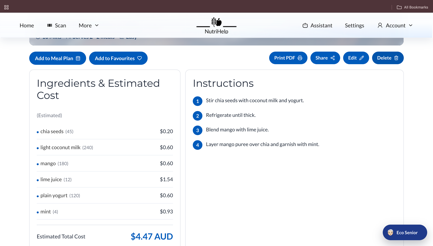 All Bookmarks
Home
Scan
More
NutriHelp
Assistant
Settings
Account
Add to Meal Plan
Add to Favourites
Print PDF
Share
Edit
Delete
Ingredients & Estimated
Cost
(Estimated)
chia seeds (45) $0.20
light coconut milk (240) $0.60
mango (180) $0.60
lime juice (12) $1.54
plain yogurt (120) $0.60
mint (4) $0.93
Estimated Total Cost $4.47 AUD
Instructions
1 Stir chia seeds with coconut milk and yogurt.
2 Refrigerate until thick.
3 Blend mango with lime juice.
4 Layer mango puree over chia and garnish with mint.
Eco Senior